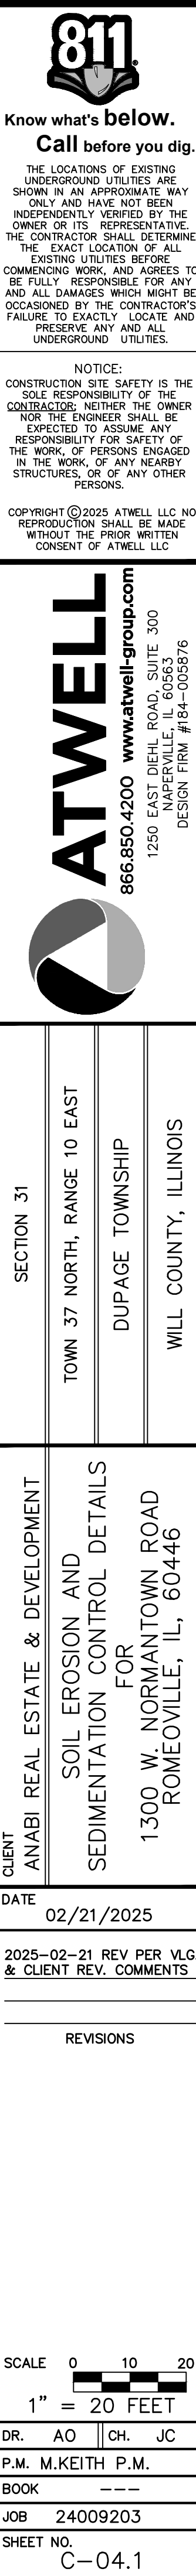 811
Know what's below.
Call before you dig.
THE LOCATIONS OF EXISTING
UNDERGROUND UTILITIES ARE
SHOWN IN AN APPROXIMATE WAY
ONLY AND HAVE NOT BEEN
INDEPENDENTLY VERIFIED BY THE
OWNER OR ITS REPRESENTATIVE.
THE CONTRACTOR SHALL DETERMINE
THE EXACT LOCATION OF ALL
EXISTING UTILITIES BEFORE
COMMENCING WORK, AND AGREES TO
BE FULLY RESPONSIBLE FOR ANY
AND ALL DAMAGES WHICH MIGHT BE
OCCASIONED BY THE CONTRACTOR'S
FAILURE TO EXACTLY LOCATE AND
PRESERVE ANY AND ALL
UNDERGROUND UTILITIES.
NOTICE:
CONSTRUCTION SITE SAFETY IS THE
SOLE RESPONSIBILITY OF THE
CONTRACTOR; NEITHER THE OWNER
NOR THE ENGINEER SHALL BE
EXPECTED TO ASSUME ANY
RESPONSIBILITY FOR SAFETY OF
THE WORK, OF PERSONS ENGAGED
IN THE WORK, OF ANY NEARBY
STRUCTURES, OR OF ANY OTHER
PERSONS.
COPYRIGHT © 2025 ATWELL LLC NO
REPRODUCTION SHALL BE MADE
WITHOUT THE PRIOR WRITTEN
CONSENT OF ATWELL LLC
ATWELL
866.850.4200 www.atwell-group.com
1250 EAST DIEHL ROAD, SUITE 300
NAPERVILLE, IL 60563
DESIGN FIRM #184-005876
SECTION 31
TOWN 37 NORTH, RANGE 10 EAST
DUPAGE TOWNSHIP
WILL COUNTY, ILLINOIS
CLIENT
ANABI REAL ESTATE & DEVELOPMENT
SOIL EROSION AND
SEDIMENTATION CONTROL DETAILS
FOR
1300 W. NORMANTOWN ROAD
ROMEOVILLE, IL, 60446
DATE
02/21/2025
2025-02-21 REV PER VLG
& CLIENT REV. COMMENTS
REVISIONS
SCALE 0 10 20
1" = 20 FEET
DR. AO CH. JC
P.M. M.KEITH P.M.
BOOK ---
JOB 24009203
SHEET NO.
C-04.1